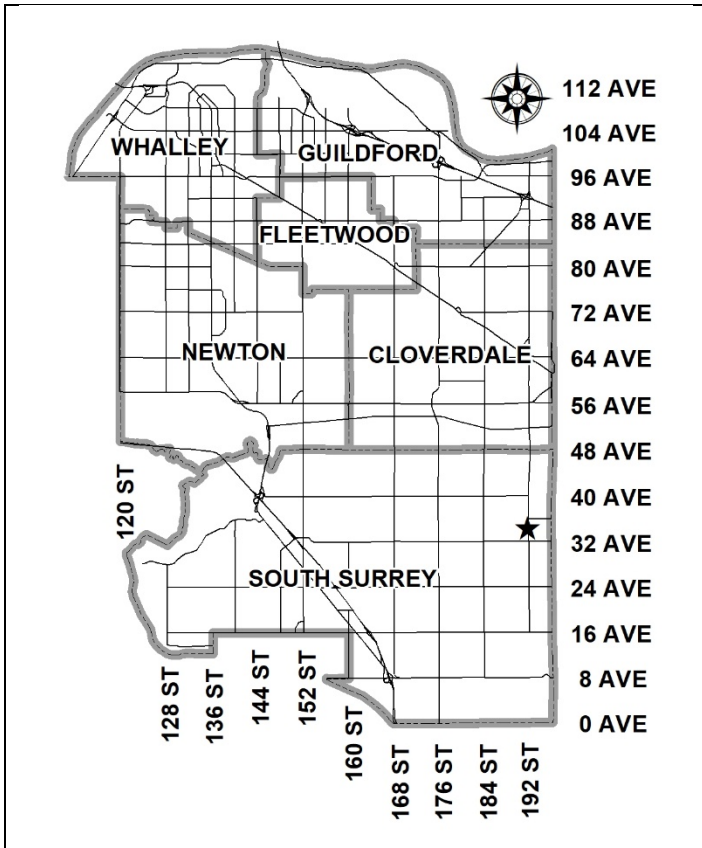 112 AVE
104 AVE
WHALLEY
GUILDFORD
96 AVE
88 AVE
FLEETWOOD
80 AVE
72 AVE
NEWTON
CLOVERDALE
64 AVE
56 AVE
48 AVE
120 ST
40 AVE
32 AVE
SOUTH SURREY
24 AVE
16 AVE
8 AVE
0 AVE
128 ST
136 ST
144 ST
152 ST
160 ST
168 ST
176 ST
184 ST
192 ST